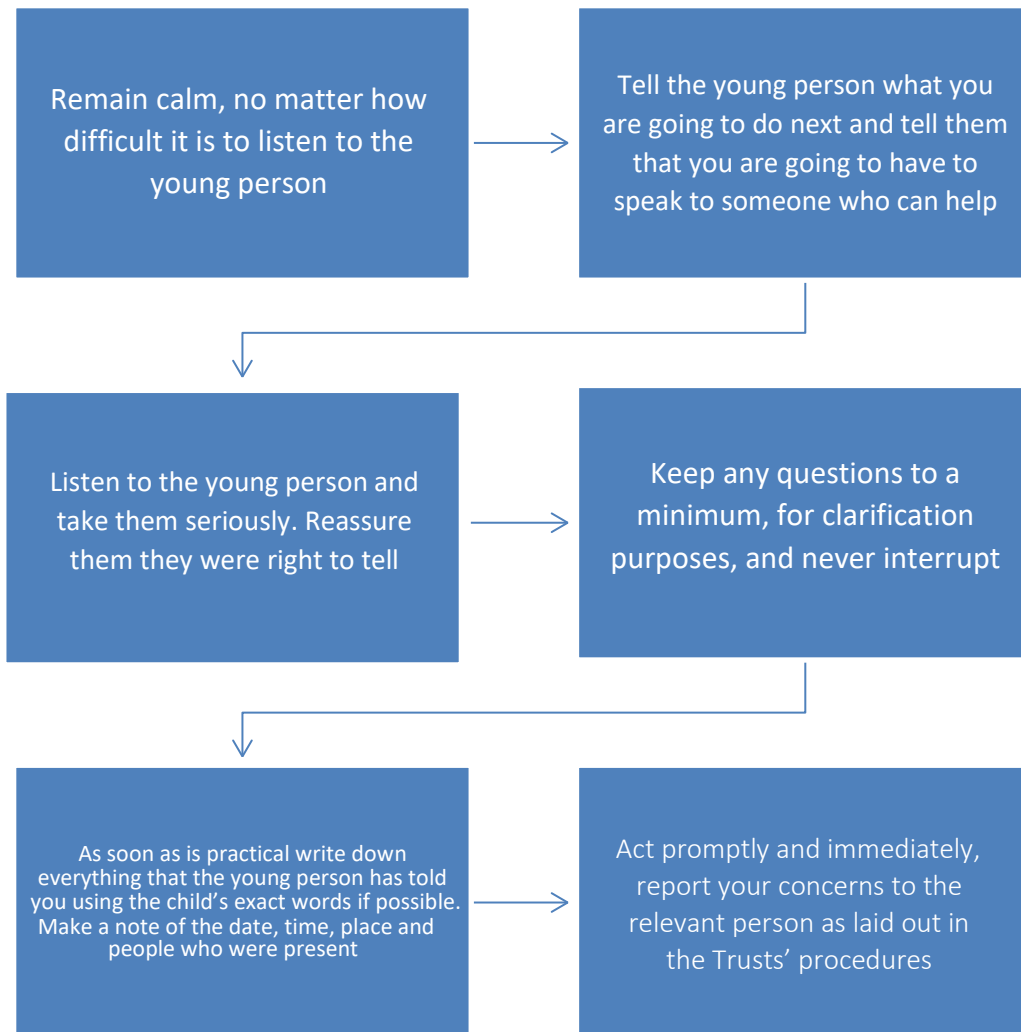 Remain calm, no matter how
difficult it is to listen to the
young person
Tell the young person what you
are going to do next and tell them
that you are going to have to
speak to someone who can help
Listen to the young person and
take them seriously. Reassure
them they were right to tell
Keep any questions to a
minimum, for clarification
purposes, and never interrupt
As soon as is practical write down
everything that the young person has told
you using the child’s exact words if possible.
Make a note of the date, time, place and
people who were present
Act promptly and immediately,
report your concerns to the
relevant person as laid out in
the Trusts’ procedures